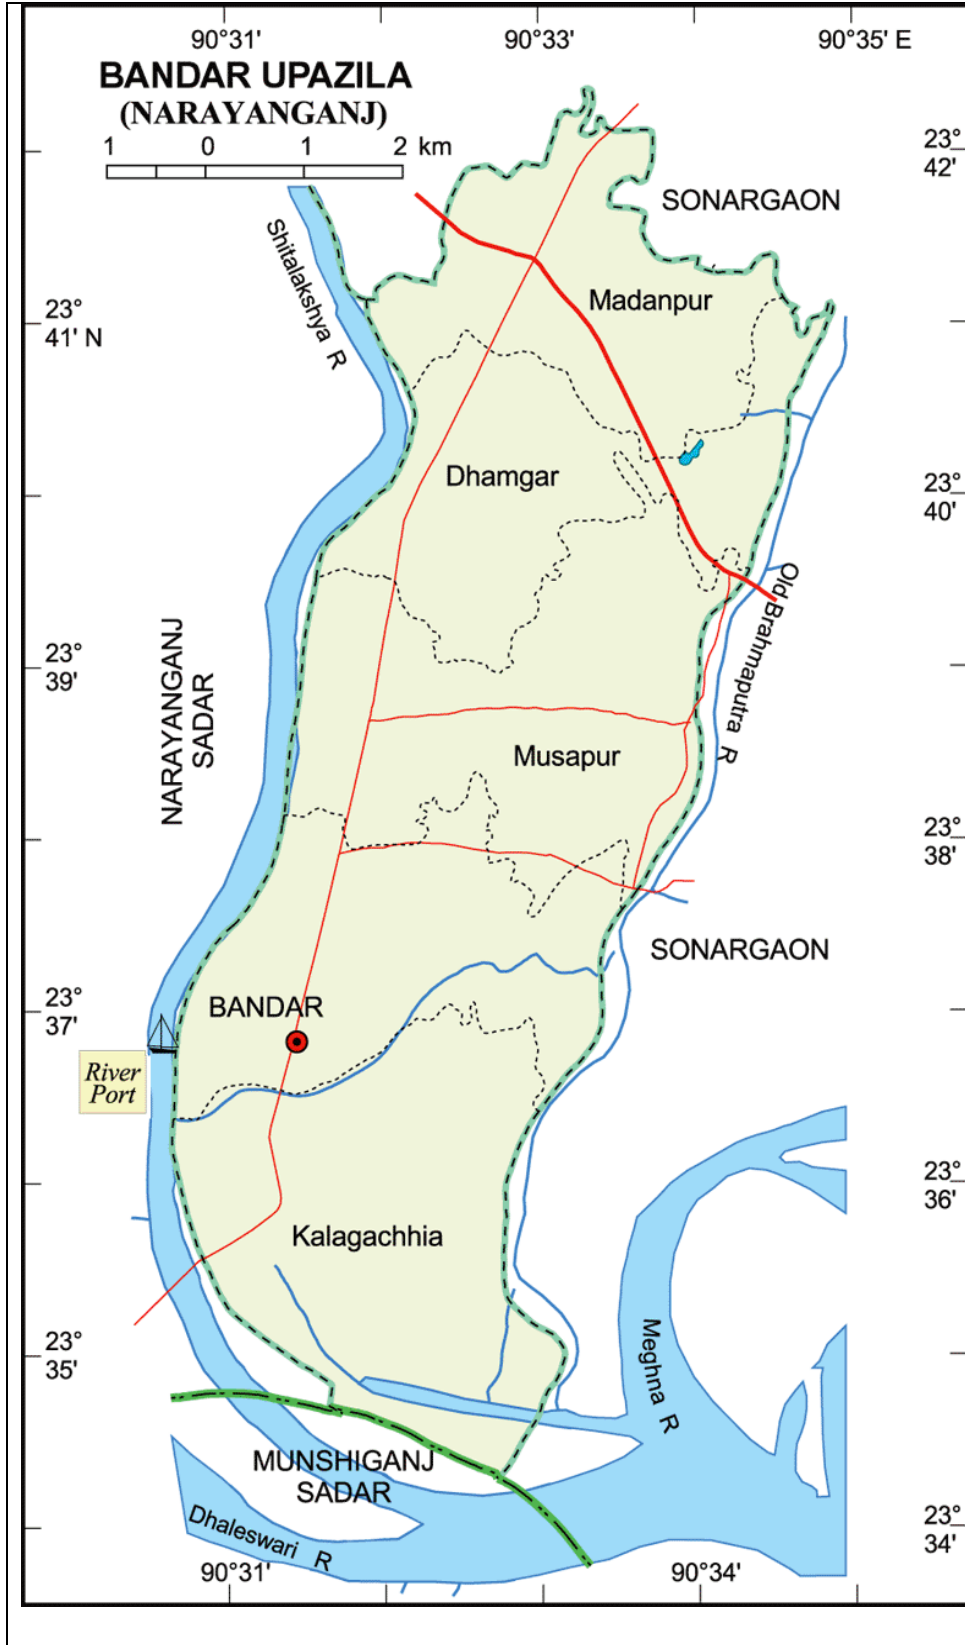 90°31'
90°33'
90°35' E
BANDAR UPAZILA
(NARAYANGANJ)
1 0 1 2 km
23°
42'
SONARGAON
Shitalakshya R
Madanpur
23°
41' N
Dhamgar
23°
40'
Old Brahmaputra R
NARAYANGANJ
SADAR
23°
39'
Musapur
23°
38'
SONARGAON
23°
37'
BANDAR
River
Port
23°
36'
Kalagachhia
23°
35'
Meghna R
MUNSHIGANJ
SADAR
Dhaleswari R
23°
34'
90°31'
90°34'